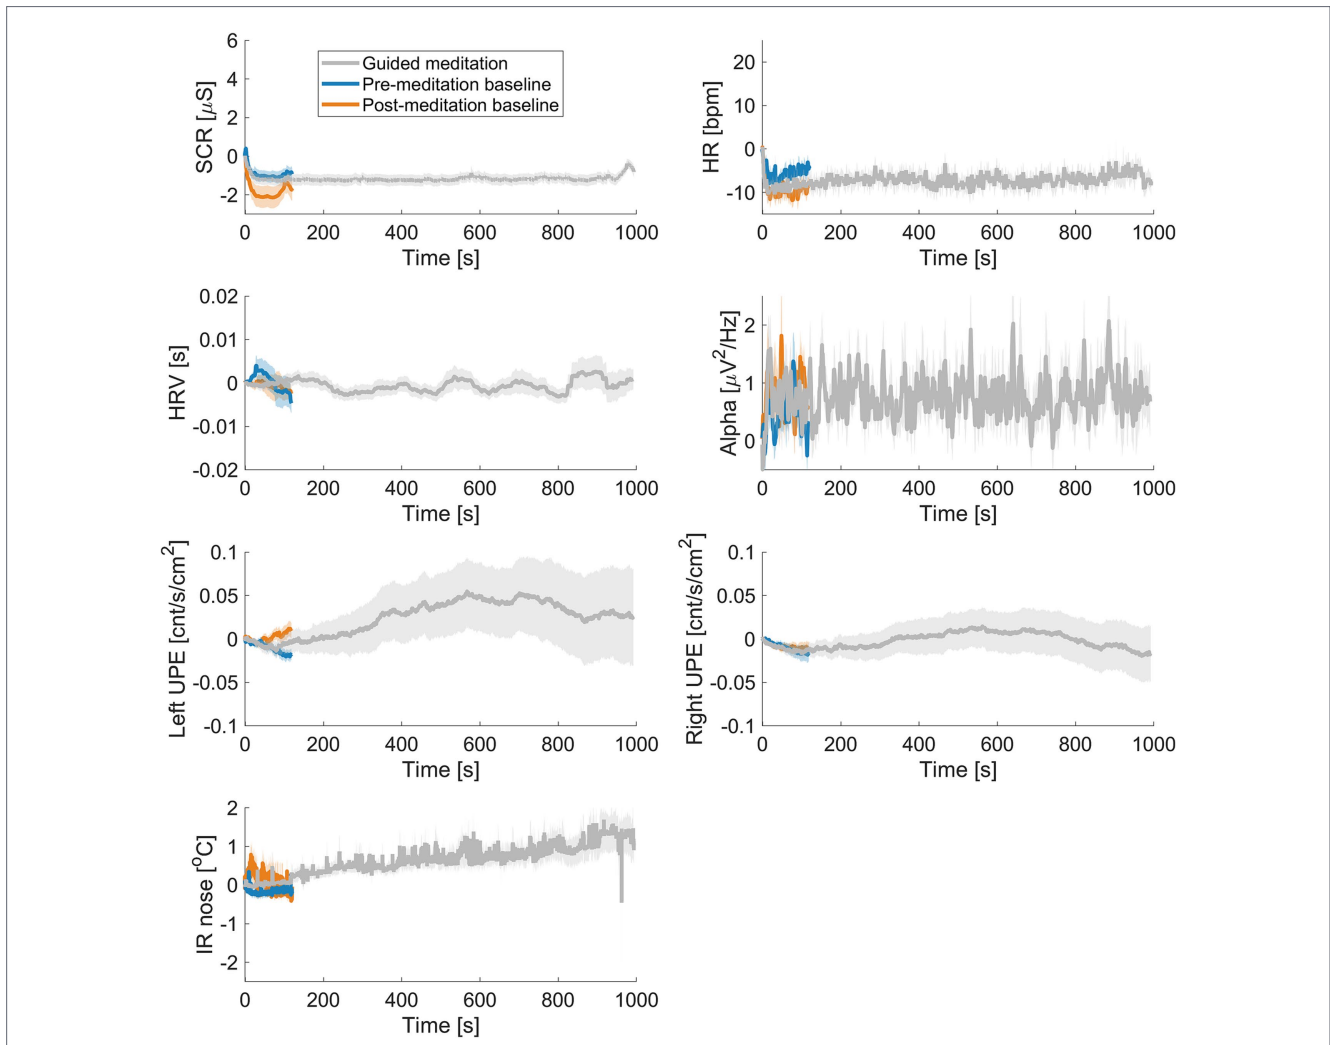 SCR [μS]
6
4
2
0
-2
Guided meditation
Pre-meditation baseline
Post-meditation baseline
0 200 400 600 800 1000
Time [s]
HR [bpm]
20
10
0
-10
0 200 400 600 800 1000
Time [s]
HRV [s]
0.02
0.01
0
-0.01
-0.02
0 200 400 600 800 1000
Time [s]
Alpha [μV²/Hz]
2
1
0
0 200 400 600 800 1000
Time [s]
Left UPE [cnt/s/cm²]
0.1
0.05
0
-0.05
-0.1
0 200 400 600 800 1000
Time [s]
Right UPE [cnt/s/cm²]
0.1
0.05
0
-0.05
-0.1
0 200 400 600 800 1000
Time [s]
IR nose [°C]
2
1
0
-1
-2
0 200 400 600 800 1000
Time [s]